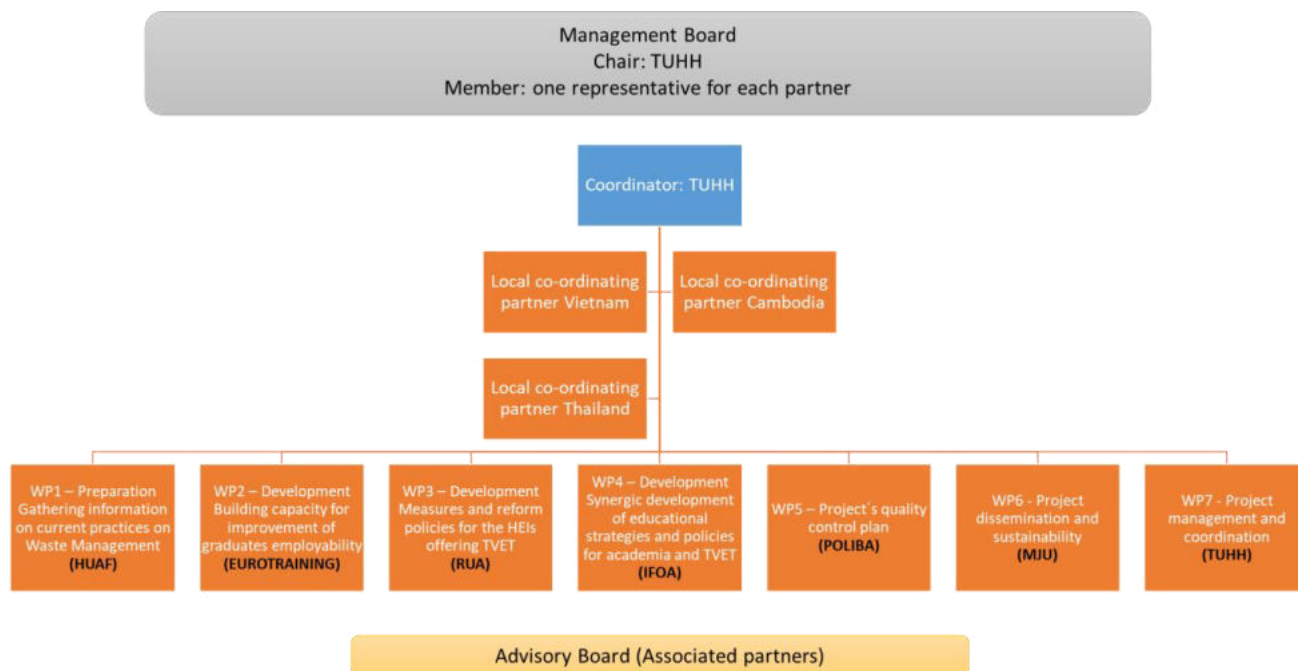 Management Board
Chair: TUHH
Member: one representative for each partner
Coordinator: TUHH
Local co-ordinating
partner Vietnam
Local co-ordinating
partner Cambodia
Local co-ordinating
partner Thailand
WP1 – Preparation
Gathering information
on current practices on
Waste Management
(HUAF)
WP2 – Development
Building capacity for
improvement of
graduates employability
(EUROTRAINING)
WP3 – Development
Measures and reform
policies for the HEIs
offering TVET
(RUA)
WP4 – Development
Synergic development
of educational
strategies and policies
for academia and TVET
(IFOA)
WP5 – Project´s quality
control plan
(POLIBA)
WP6 - Project
dissemination and
sustainability
(MJU)
WP7 - Project
management and
coordination
(TUHH)
Advisory Board (Associated partners)